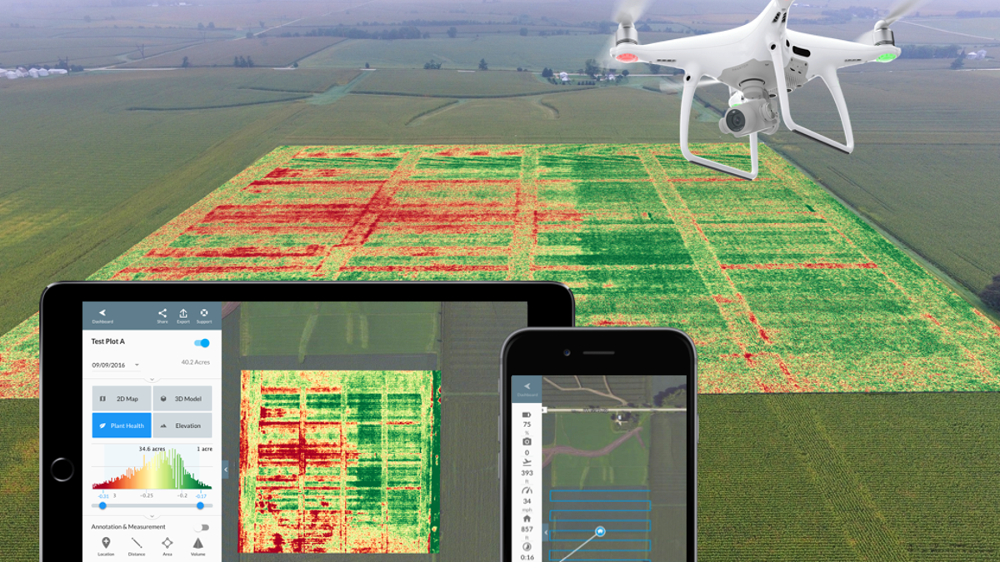 Dashboard
Share
Export
Support
Test Plot A
09/09/2016
40.2 Acres
2D Map
3D Model
Plant Health
Elevation
34.6 acres
1 acre
-0.31
3
-0.25
-0.2
-0.17
Annotation & Measurement
Location
Distance
Area
Volume
Dashboard
75
%
0
393
ft
34
mph
857
ft
0:16